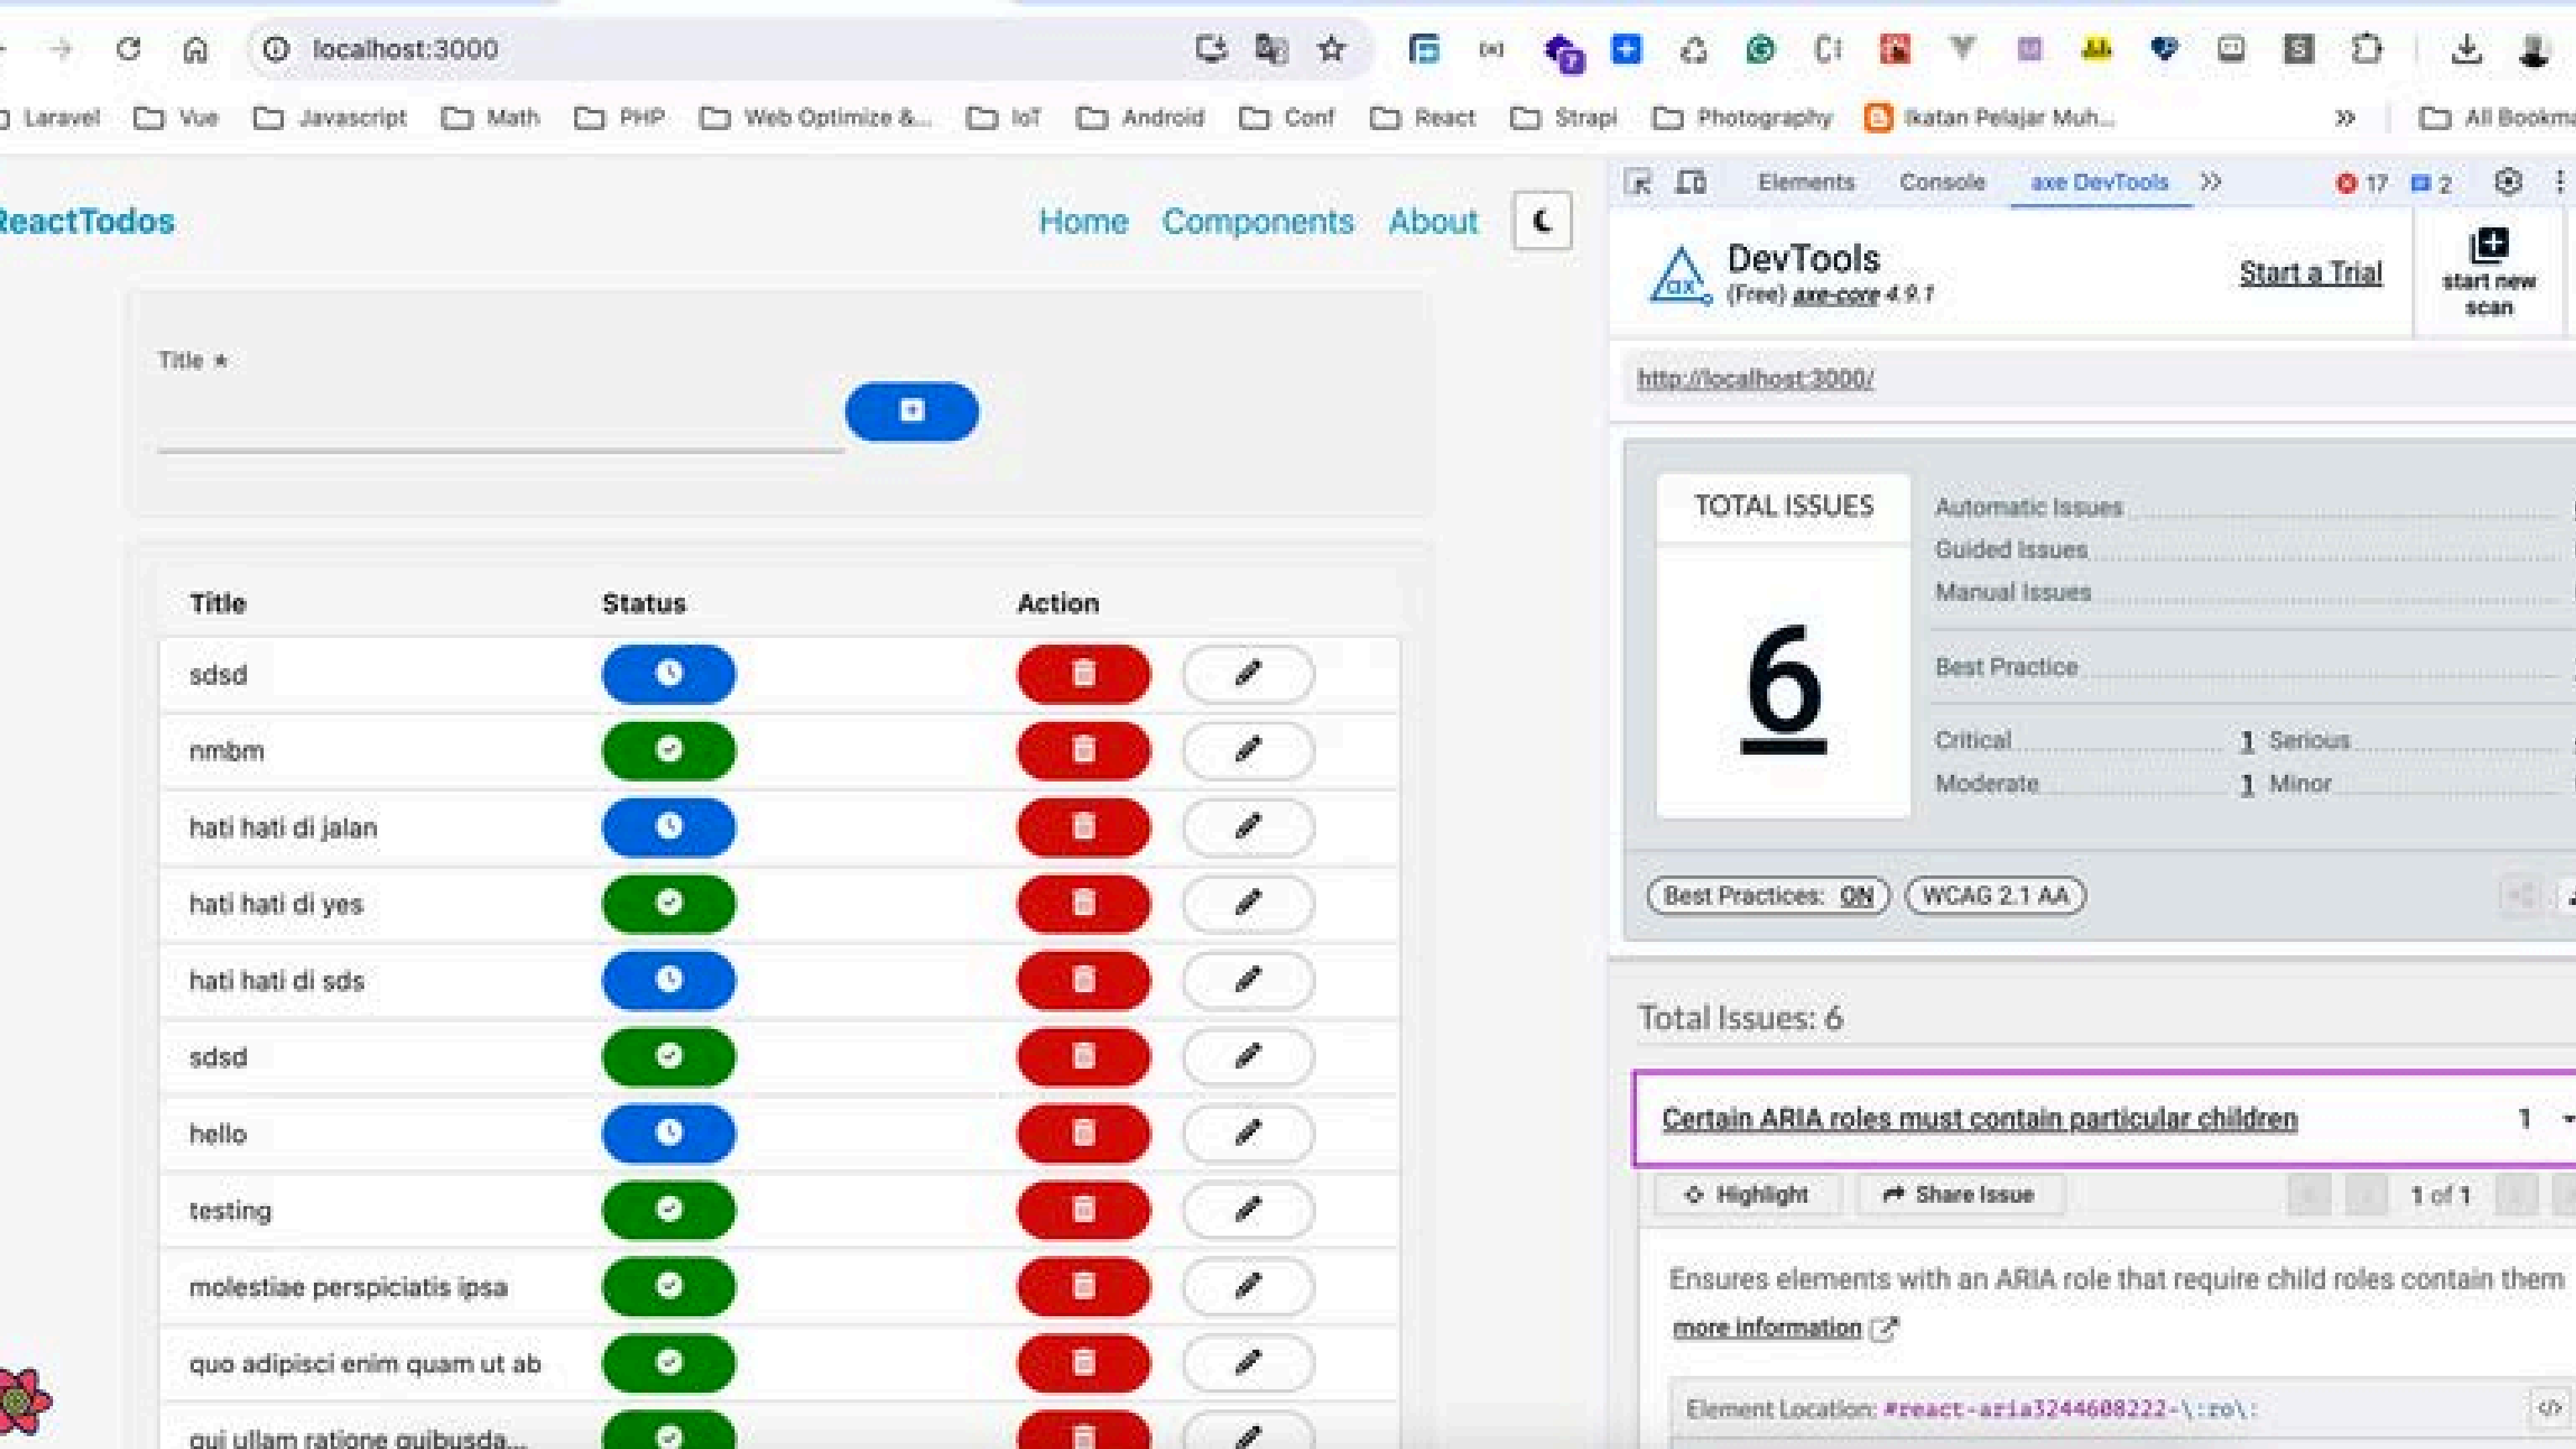 localhost:3000
Laravel Vue Javascript Math PHP Web Optimize &... IoT Android Conf React Strapi Photography Ikatan Pelajar Muh... All Bookma
ReactTodos
Home Components About
Title *
Title Status Action
sdsd
nmbm
hati hati di jalan
hati hati di yes
hati hati di sds
sdsd
hello
testing
molestiae perspiciatis ipsa
quo adipisci enim quam ut ab
qui ullam ratione quibusda...
Elements Console axe DevTools 17 2
DevTools
(Free) axe-core 4.9.1
Start a Trial
start new
scan
http://localhost:3000/
TOTAL ISSUES
6
Automatic Issues
Guided Issues
Manual Issues
Best Practice
Critical 1 Serious
Moderate 1 Minor
Best Practices: ON WCAG 2.1 AA
Total Issues: 6
Certain ARIA roles must contain particular children 1
Highlight Share Issue 1 of 1
Ensures elements with an ARIA role that require child roles contain them
more information
Element Location: #react-aria3244608222-\:ro\: